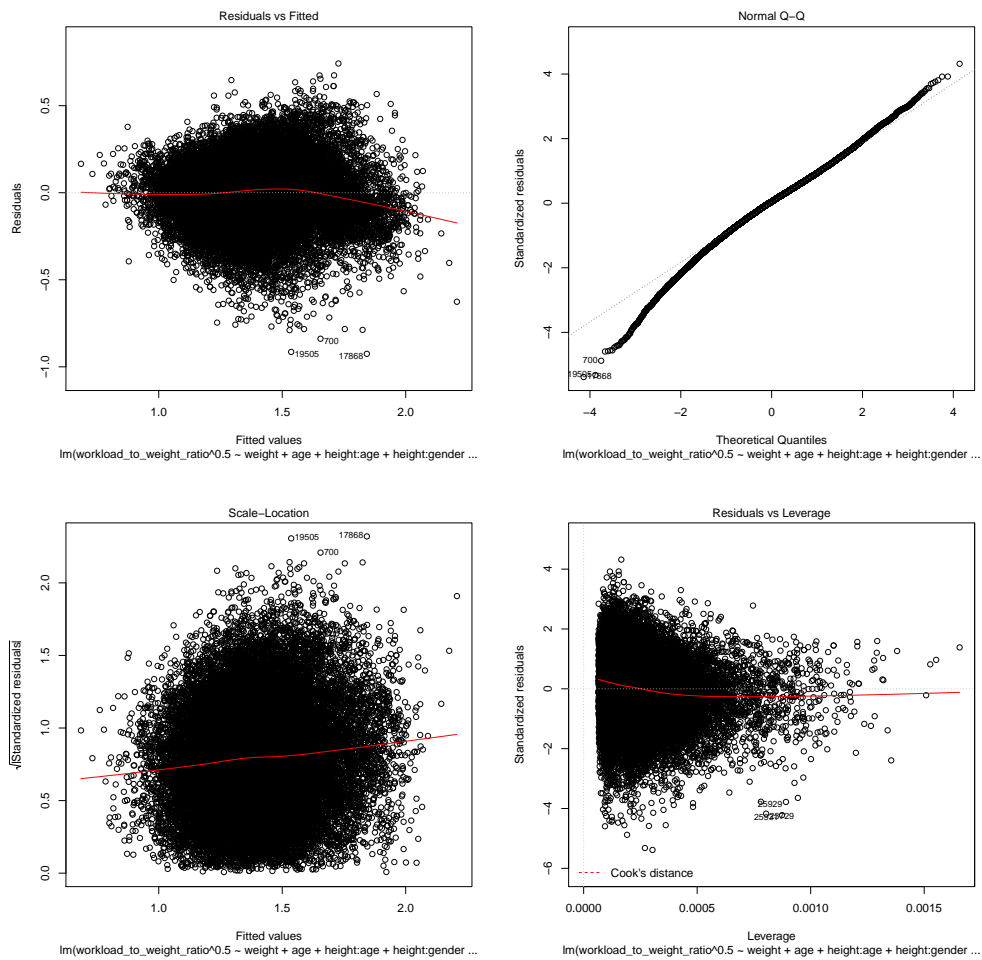 Residuals vs Fitted
Residuals
0.5
0.0
−0.5
−1.0
700
19505
17868
1.0
1.5
2.0
Fitted values
lm(workload_to_weight_ratio^0.5 ~ weight + age + height:age + height:gender ...
Normal Q−Q
Standardized residuals
4
2
0
−2
−4
700
17868
−4
−2
0
2
4
Theoretical Quantiles
lm(workload_to_weight_ratio^0.5 ~ weight + age + height:age + height:gender ...
Scale−Location
√|Standardized residuals|
2.0
1.5
1.0
0.5
0.0
19505
17868
700
1.0
1.5
2.0
Fitted values
lm(workload_to_weight_ratio^0.5 ~ weight + age + height:age + height:gender ...
Residuals vs Leverage
Standardized residuals
4
2
0
−2
−4
−6
25929
Cook's distance
0.0000
0.0005
0.0010
0.0015
Leverage
lm(workload_to_weight_ratio^0.5 ~ weight + age + height:age + height:gender ...